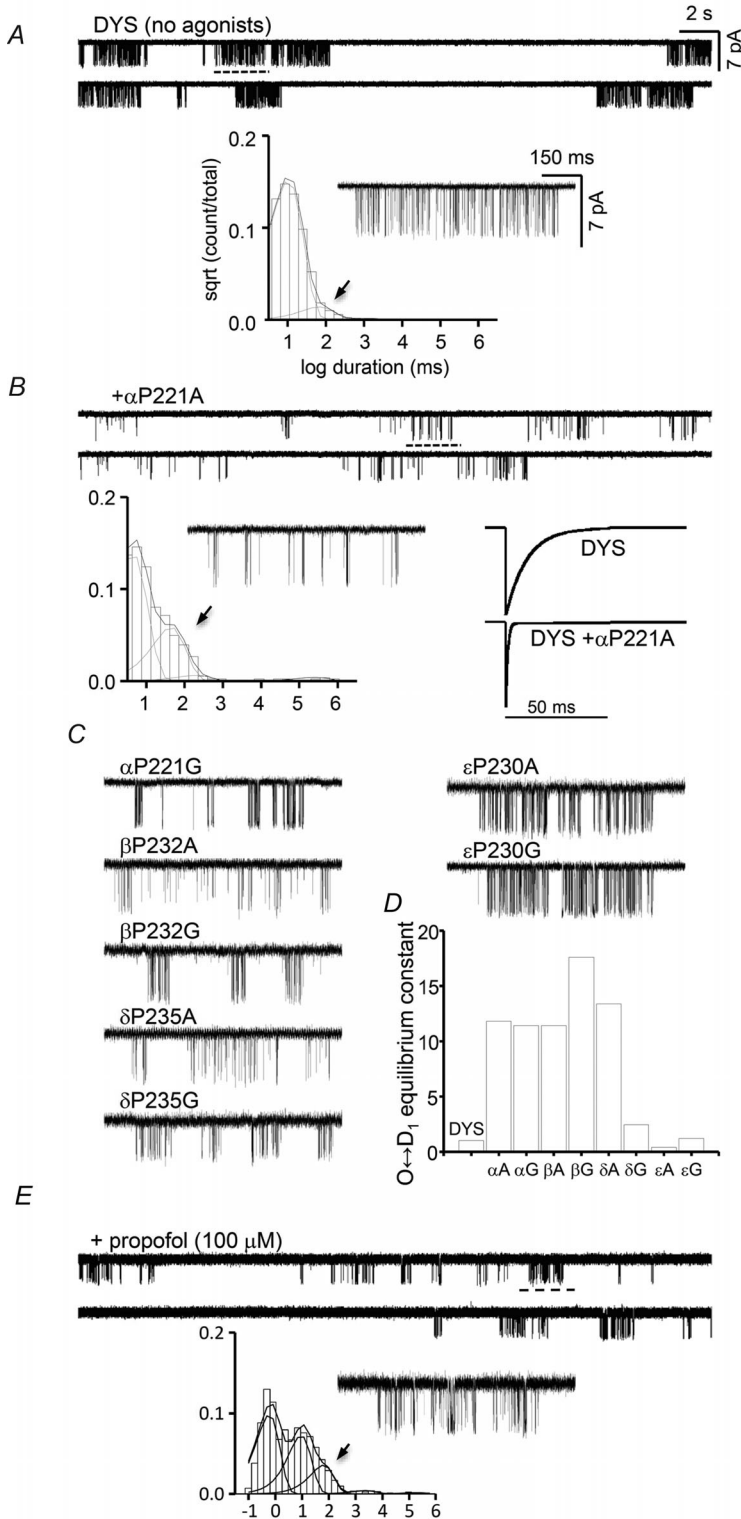 A
DYS (no agonists)
2 s
7 pA
0.2
0.1
0.0
sqrt (count/total)
150 ms
7 pA
1 2 3 4 5 6
log duration (ms)
B
+αP221A
0.2
0.1
0.0
1 2 3 4 5 6
DYS
DYS +αP221A
50 ms
C
αP221G
βP232A
βP232G
δP235A
δP235G
εP230A
εP230G
D
20
15
10
5
0
O↔D₁ equilibrium constant
DYS
αA αG βA βG δA δG εA εG
E
+ propofol (100 μM)
0.2
0.1
0.0
-1 0 1 2 3 4 5 6